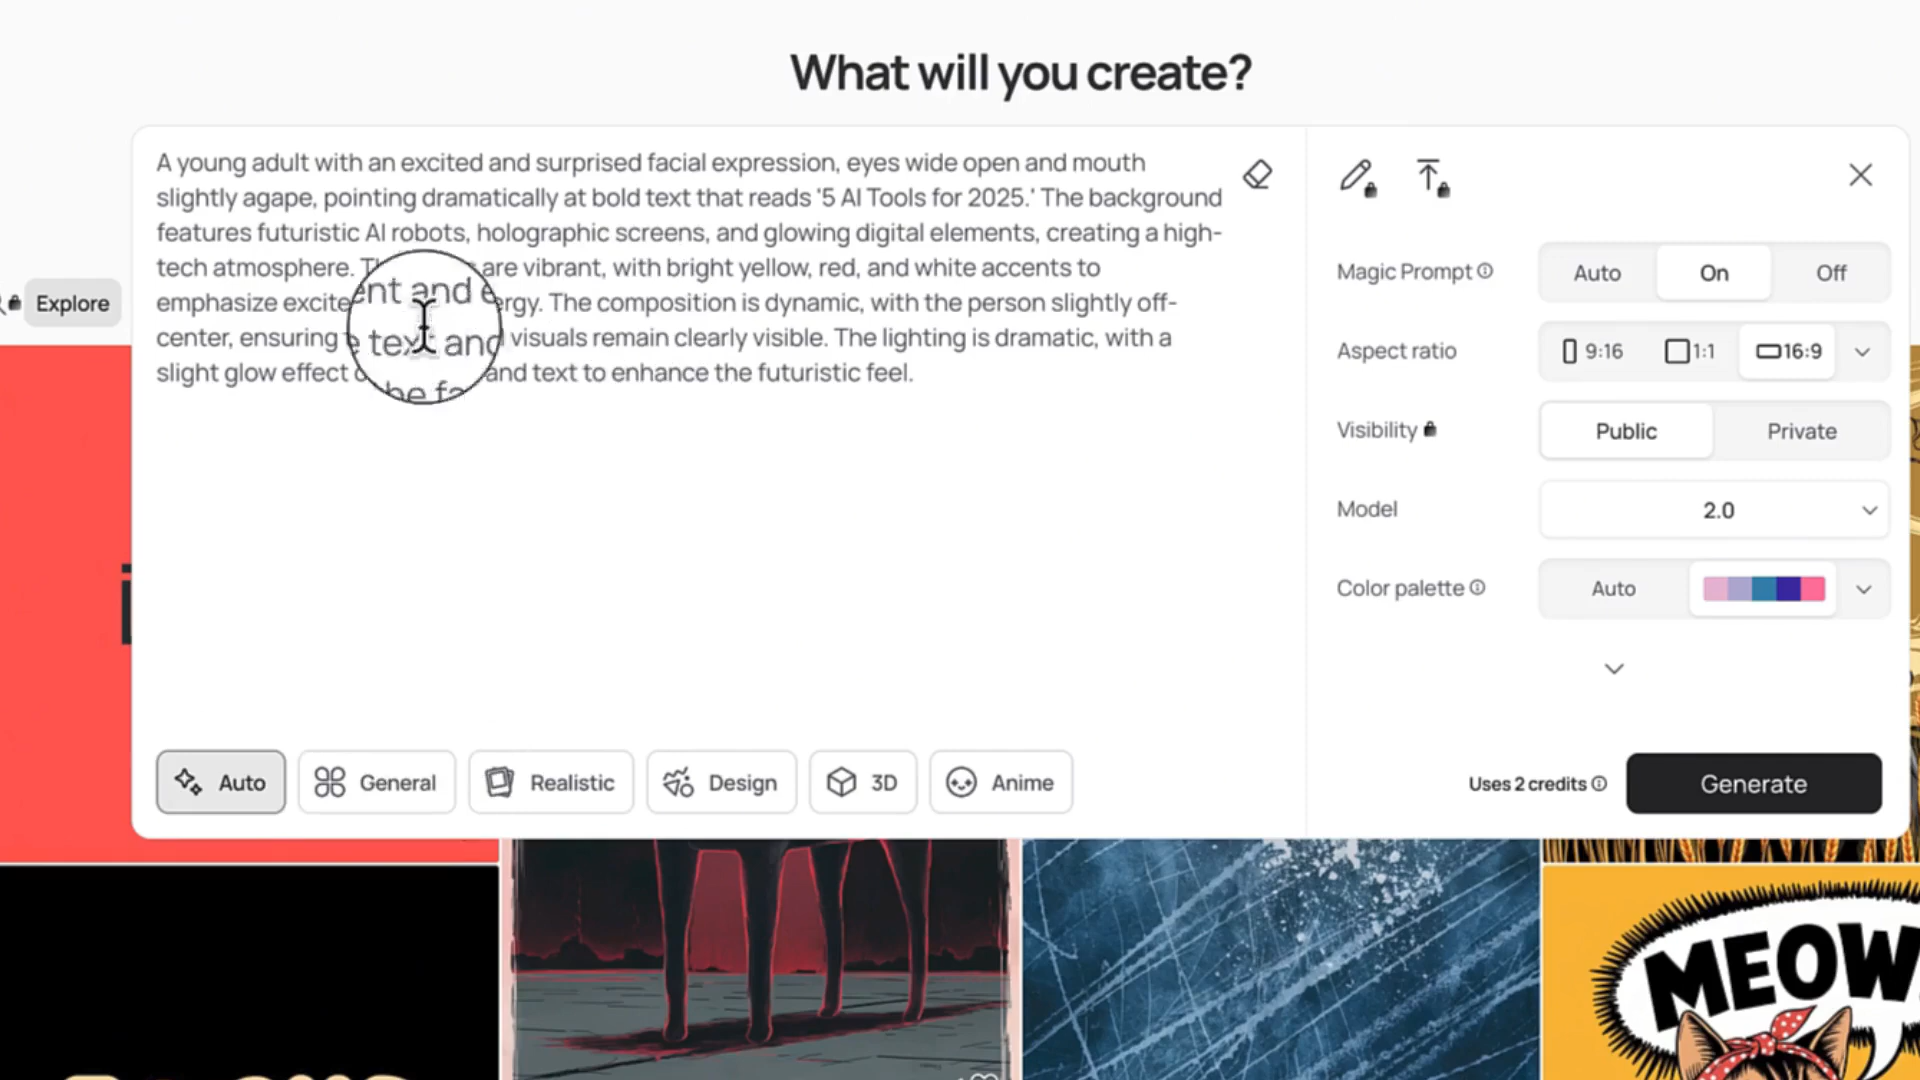 What will you create?
A young adult with an excited and surprised facial expression, eyes wide open and mouth
slightly agape, pointing dramatically at bold text that reads '5 AI Tools for 2025.' The background
features futuristic AI robots, holographic screens, and glowing digital elements, creating a high-
tech atmosphere. are vibrant, with bright yellow, red, and white accents to
emphasize excitement and energy. The composition is dynamic, with the person slightly off-
center, ensuring text and visuals remain clearly visible. The lighting is dramatic, with a
slight glow effect and text to enhance the futuristic feel.
Explore
Magic Prompt Auto On Off
Aspect ratio 9:16 1:1 16:9
Visibility Public Private
Model 2.0
Color palette Auto
Auto General Realistic Design 3D Anime
Uses 2 credits Generate
MEOW